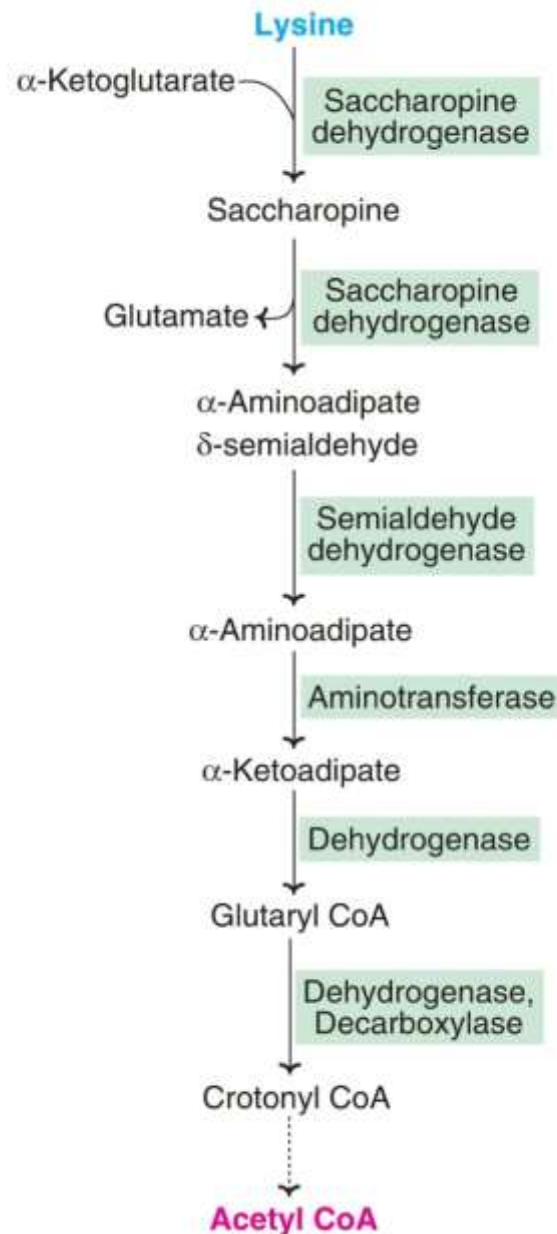 Lysine
α-Ketoglutarate
Saccharopine
dehydrogenase
Saccharopine
Glutamate
Saccharopine
dehydrogenase
α-Aminoadipate
δ-semialdehyde
Semialdehyde
dehydrogenase
α-Aminoadipate
Aminotransferase
α-Ketoadipate
Dehydrogenase
Glutaryl CoA
Dehydrogenase,
Decarboxylase
Crotonyl CoA
Acetyl CoA